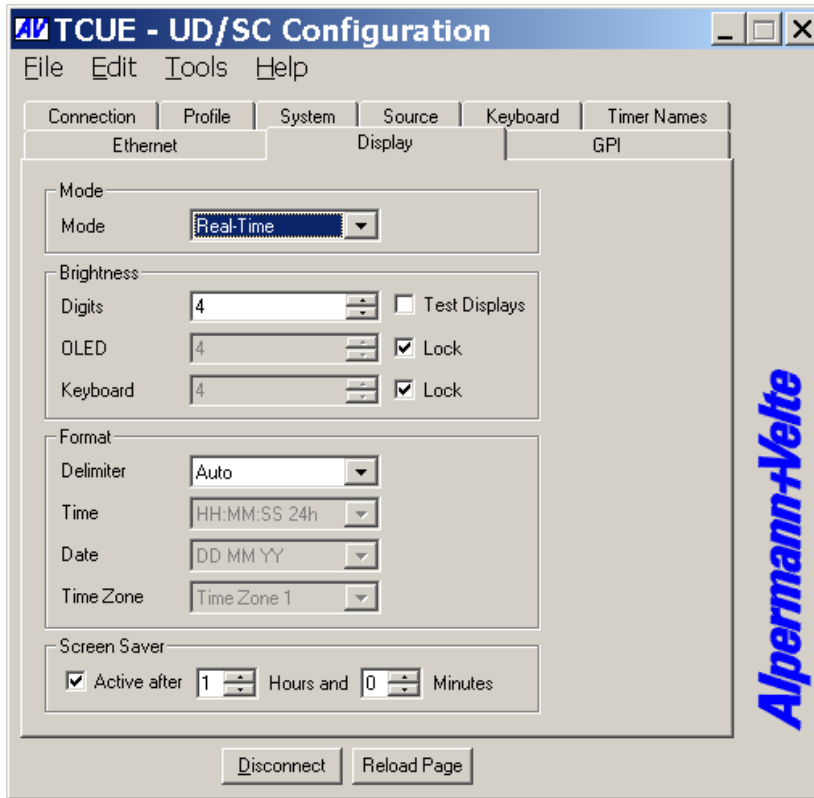 AV TCUE - UD/SC Configuration
File Edit Tools Help
Connection Profile System Source Keyboard Timer Names
Ethernet Display GPI
Mode
Mode Real-Time
Brightness
Digits 4 Test Displays
OLED 4 Lock
Keyboard 4 Lock
Format
Delimiter Auto
Time HH:MM:SS 24h
Date DD MM YY
Time Zone Time Zone 1
Screen Saver
Active after 1 Hours and 0 Minutes
Disconnect Reload Page
Alpermann+Velte